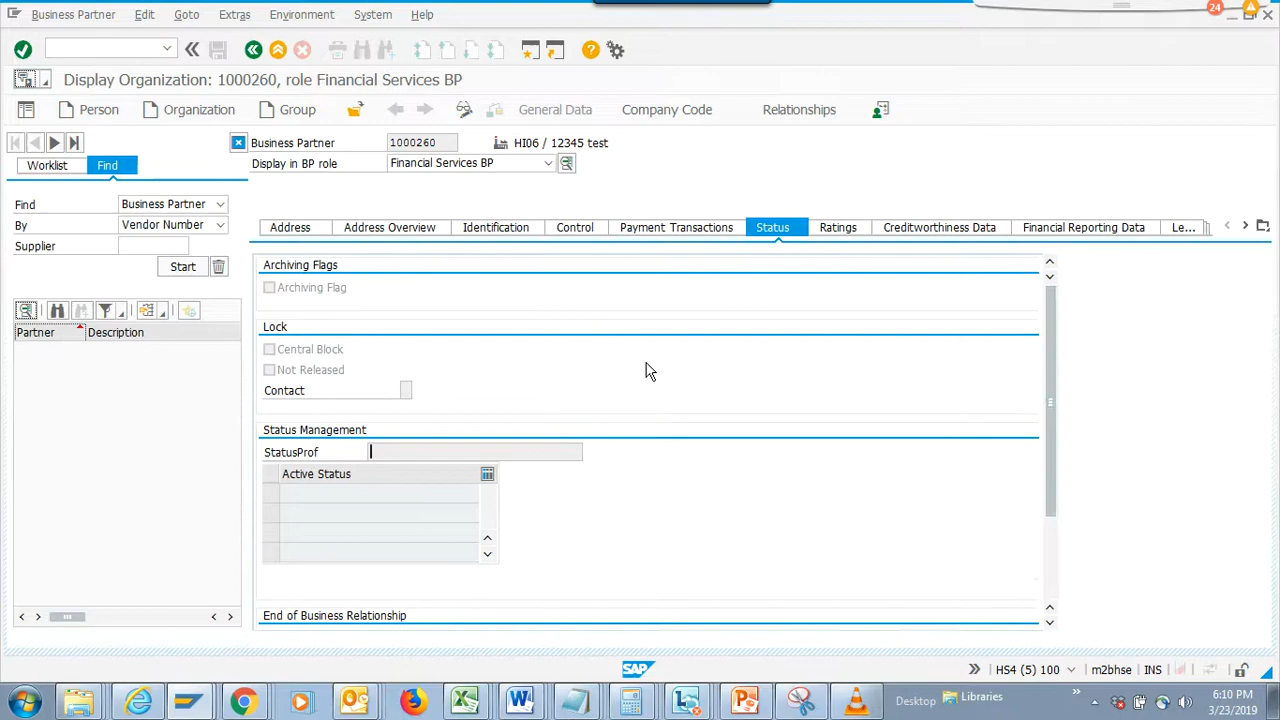 24
Business Partner Edit Goto Extras Environment System Help
Display Organization: 1000260, role Financial Services BP
Person Organization Group General Data Company Code Relationships
Business Partner 1000260 HI06 / 12345 test
Worklist Find Display in BP role Financial Services BP
Find Business Partner
By Vendor Number
Address Address Overview Identification Control Payment Transactions Status Ratings Creditworthiness Data Financial Reporting Data Le...
Supplier
Start
Archiving Flags
Archiving Flag
Partner Description
Lock
Central Block
Not Released
Contact
Status Management
StatusProf
Active Status
End of Business Relationship
SAP HS4 (5) 100 m2bhse INS
Desktop Libraries 6:10 PM
3/23/2019